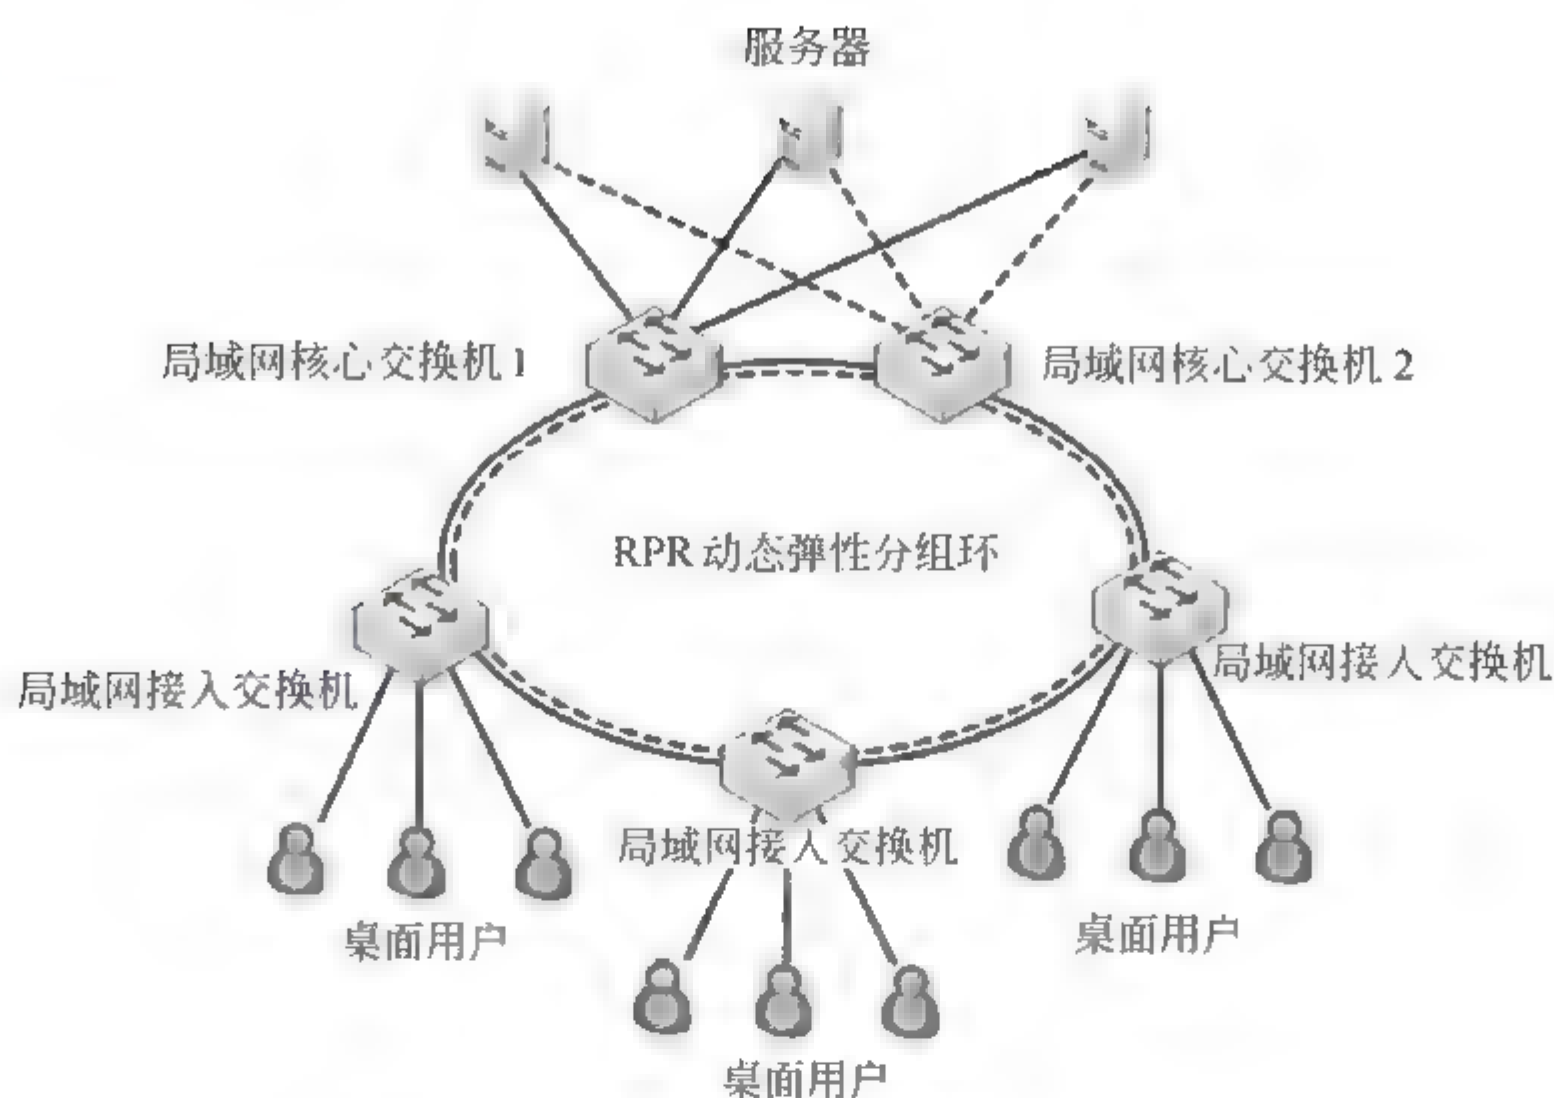 服务器
局域网核心交换机 1
局域网核心交换机 2
RPR 动态弹性分组环
局域网接入交换机
局域网接人交换机
局域网接人交换机
桌面用户
桌面用户
桌面用户